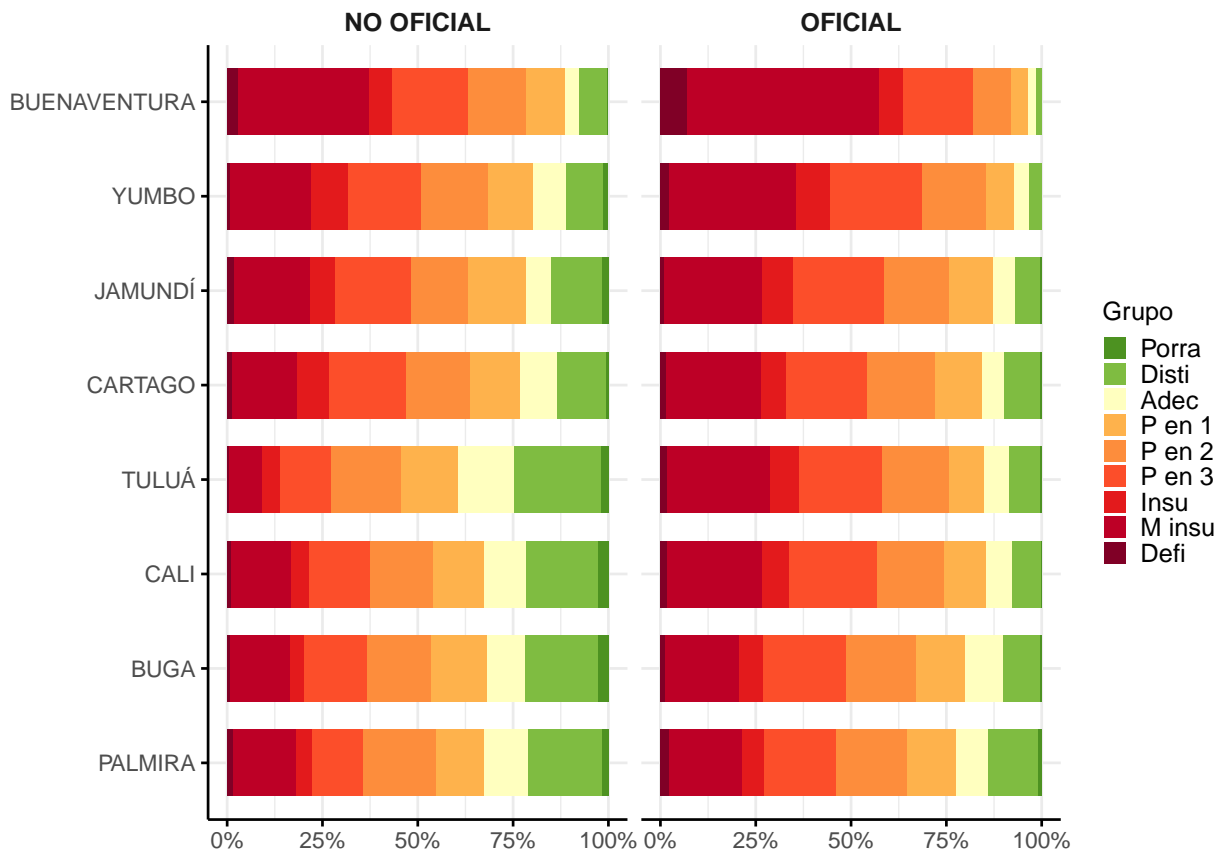 NO OFICIAL
OFICIAL
BUENAVENTURA
YUMBO
JAMUNDÍ
CARTAGO
TULUÁ
CALI
BUGA
PALMIRA
0% 25% 50% 75% 100%
0% 25% 50% 75% 100%
Grupo
Porra
Disti
Adec
P en 1
P en 2
P en 3
Insu
M insu
Defi